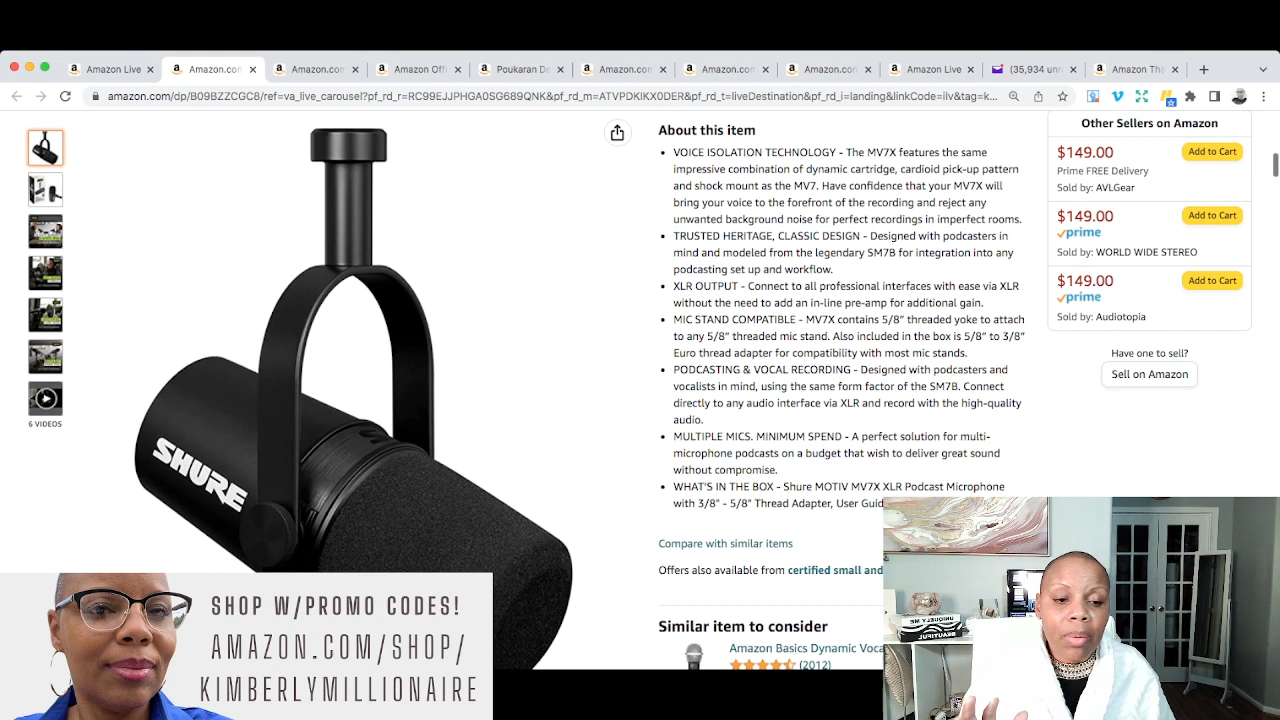 Amazon Live
Amazon.con
Amazon.com
Amazon Off
Poukaran De
Amazon.com
Amazon.com
Amazon.con
Amazon Live
(35,934 unr
Amazon The
amazon.com/dp/B09BZZCGC8/ref=va_live_carousel?pf_rd_r=RC99EJJPHGA0SG689QNK&pf_rd_m=ATVPDKIKX0DER&pf_rd_t=liveDestination&pf_rd_i=landing&linkCode=ilv&tag=k...
6 VIDEOS
SHURE
About this item
• VOICE ISOLATION TECHNOLOGY - The MV7X features the same
impressive combination of dynamic cartridge, cardioid pick-up pattern
and shock mount as the MV7. Have confidence that your MV7X will
bring your voice to the forefront of the recording and reject any
unwanted background noise for perfect recordings in imperfect rooms.
• TRUSTED HERITAGE, CLASSIC DESIGN - Designed with podcasters in
mind and modeled from the legendary SM7B for integration into any
podcasting set up and workflow.
• XLR OUTPUT - Connect to all professional interfaces with ease via XLR
without the need to add an in-line pre-amp for additional gain.
• MIC STAND COMPATIBLE - MV7X contains 5/8” threaded yoke to attach
to any 5/8” threaded mic stand. Also included in the box is 5/8” to 3/8”
Euro thread adapter for compatibility with most mic stands.
• PODCASTING & VOCAL RECORDING - Designed with podcasters and
vocalists in mind, using the same form factor of the SM7B. Connect
directly to any audio interface via XLR and record with the high-quality
audio.
• MULTIPLE MICS. MINIMUM SPEND - A perfect solution for multi-
microphone podcasts on a budget that wish to deliver great sound
without compromise.
• WHAT'S IN THE BOX - Shure MOTIV MV7X XLR Podcast Microphone
with 3/8" - 5/8" Thread Adapter, User Guid
Compare with similar items
Offers also available from certified small and
Similar item to consider
Amazon Basics Dynamic Voca
(2012)
Other Sellers on Amazon
$149.00
Add to Cart
Prime FREE Delivery
Sold by: AVLGear
$149.00
Add to Cart
prime
Sold by: WORLD WIDE STEREO
$149.00
Add to Cart
prime
Sold by: Audiotopia
Have one to sell?
Sell on Amazon
SHOP W/PROMO CODES!
AMAZON.COM/SHOP/
KIMBERLYMILLIONAIRE
UNIQUELY ME
BEAUTIFUL